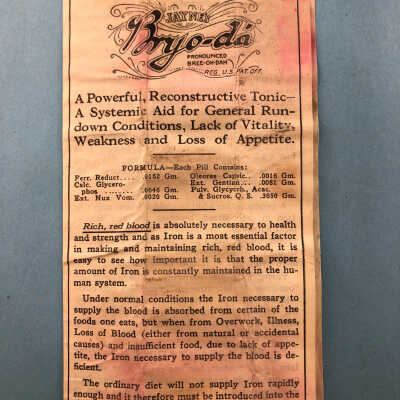 JAYNES
Bryo-dá
PRONOUNCED
BREE-OH-DAH
REG. U.S. PAT. OFF.
A Powerful, Reconstructive Tonic—
A Systemic Aid for General Run-
down Conditions, Lack of Vitality,
Weakness and Loss of Appetite.
FORMULA—Each Pill Contains:
Ferr. Reduct..... .0162 Gm. Oleores Capsic.. .0016 Gm.
Calc. Glycero- Ext. Gentian... .0081 Gm.
phos ......... .0046 Gm. Pulv. Glycyrrh., Acac.
Ext. Nux Vom. .0020 Gm. & Sucros. Q. S. .3550 Gm.
Rich, red blood is absolutely necessary to health
and strength and as Iron is a most essential factor
in making and maintaining rich, red blood, it is
easy to see how important it is that the proper
amount of Iron is constantly maintained in the hu-
man system.
Under normal conditions the Iron necessary to
supply the blood is absorbed from certain of the
foods one eats, but when from Overwork, Illness,
Loss of Blood (either from natural or accidental
causes) and insufficient food, due to lack of appe-
tite, the Iron necessary to supply the blood is de-
ficient.
The ordinary diet will not supply Iron rapidly
enough and it therefore must be introduced into the